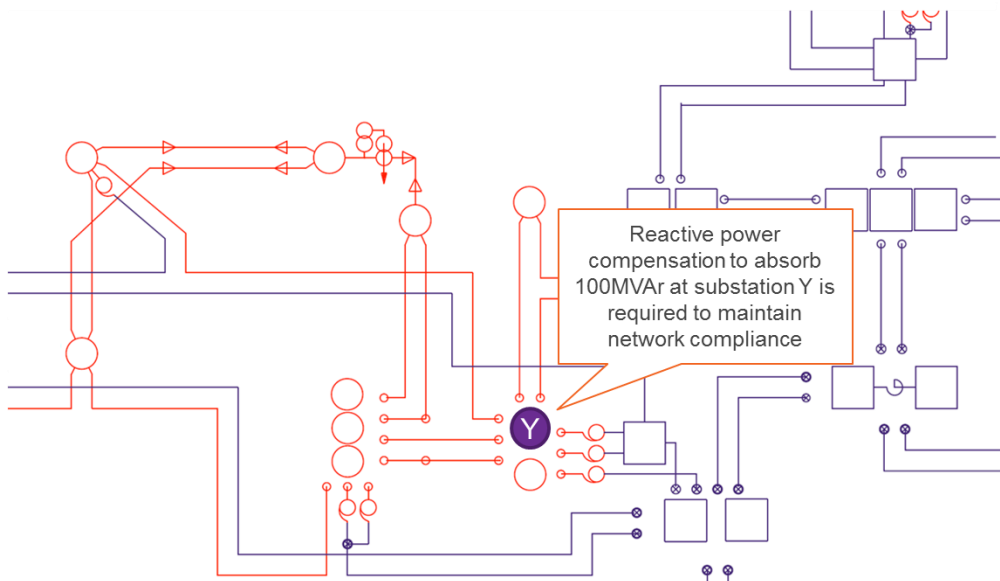 Reactive power
compensation to absorb
100MVAr at substation Y is
required to maintain
network compliance
Y